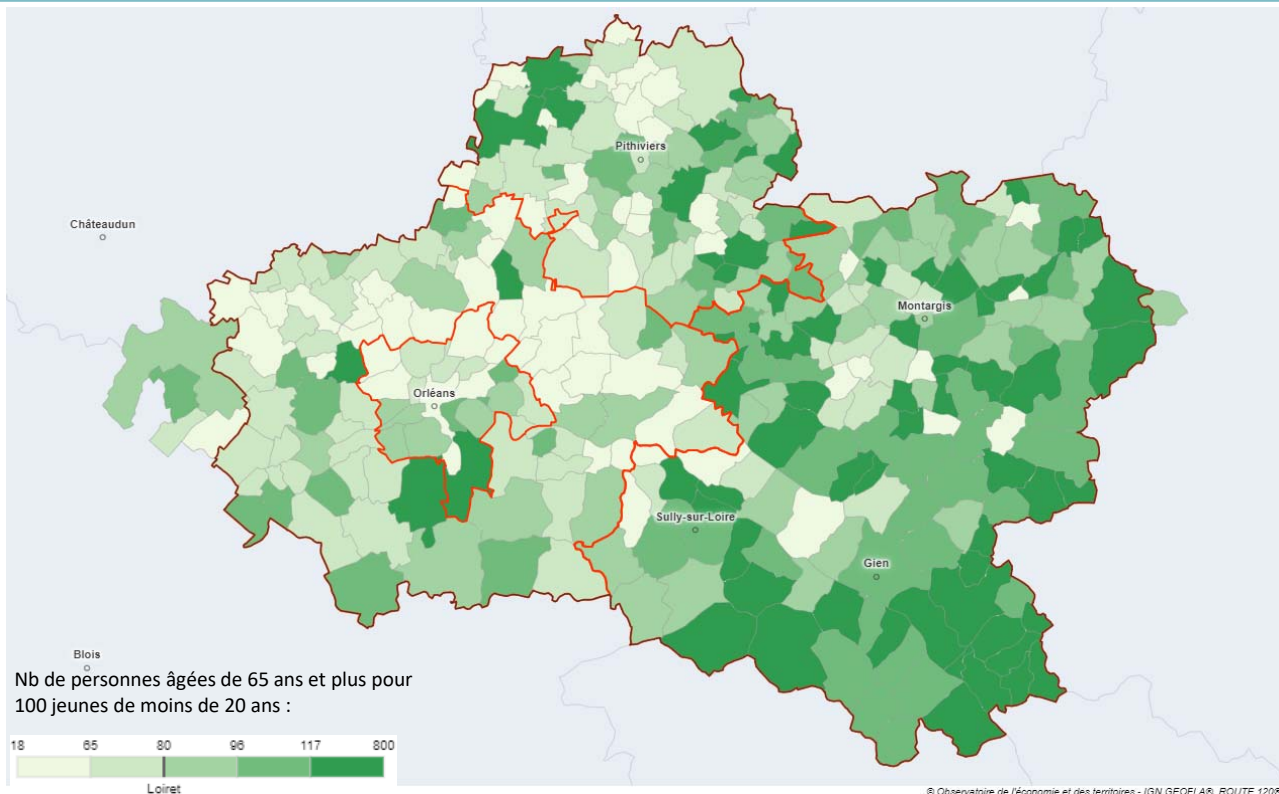 Pithiviers
Châteaudun
Montargis
Orléans
Sully-sur-Loire
Gien
Blois
Nb de personnes âgées de 65 ans et plus pour
100 jeunes de moins de 20 ans :
18 65 80 96 117 800
Loiret
© Observatoire de l'économie et des territoires - IGN GEOFLA®, ROUTE 120®